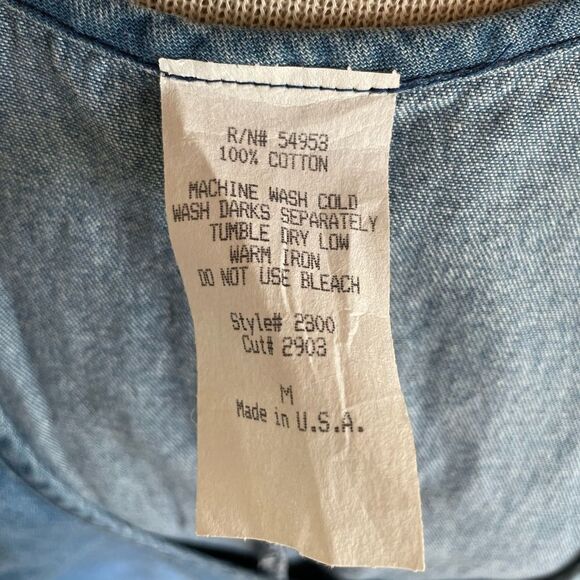 R/N# 54953
100% COTTON
MACHINE WASH COLD
WASH DARKS SEPARATELY
TUMBLE DRY LOW
WARM IRON
DO NOT USE BLEACH
Style# 2300
Cut# 2903
M
Made in U.S.A.